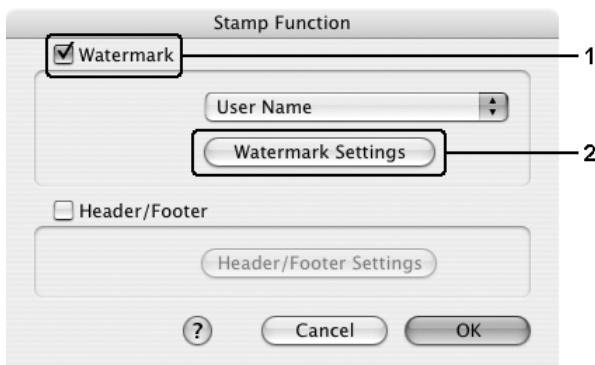 Stamp Function
Watermark
1
User Name
Watermark Settings
2
Header/Footer
Header/Footer Settings
?
Cancel
OK